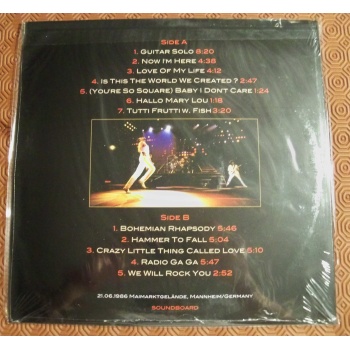 SIDE A
1. GUITAR SOLO 8:20
2. NOW I'M HERE 4:38
3. LOVE OF MY LIFE 4:12
4. IS THIS THE WORLD WE CREATED ? 2:47
5. (YOU'RE SO SQUARE) BABY I DON'T CARE 1:24
6. HALLO MARY LOU 1:18
7. TUTTI FRUTTI W. FISH 3:20
SIDE B
1. BOHEMIAN RHAPSODY 5:46
2. HAMMER TO FALL 5:04
3. CRAZY LITTLE THING CALLED LOVE 5:10
4. RADIO GA GA 5:47
5. WE WILL ROCK YOU 2:52
21.06.1986 MAIMARKTGELÄNDE, MANNHEIM/GERMANY
SOUNDBOARD